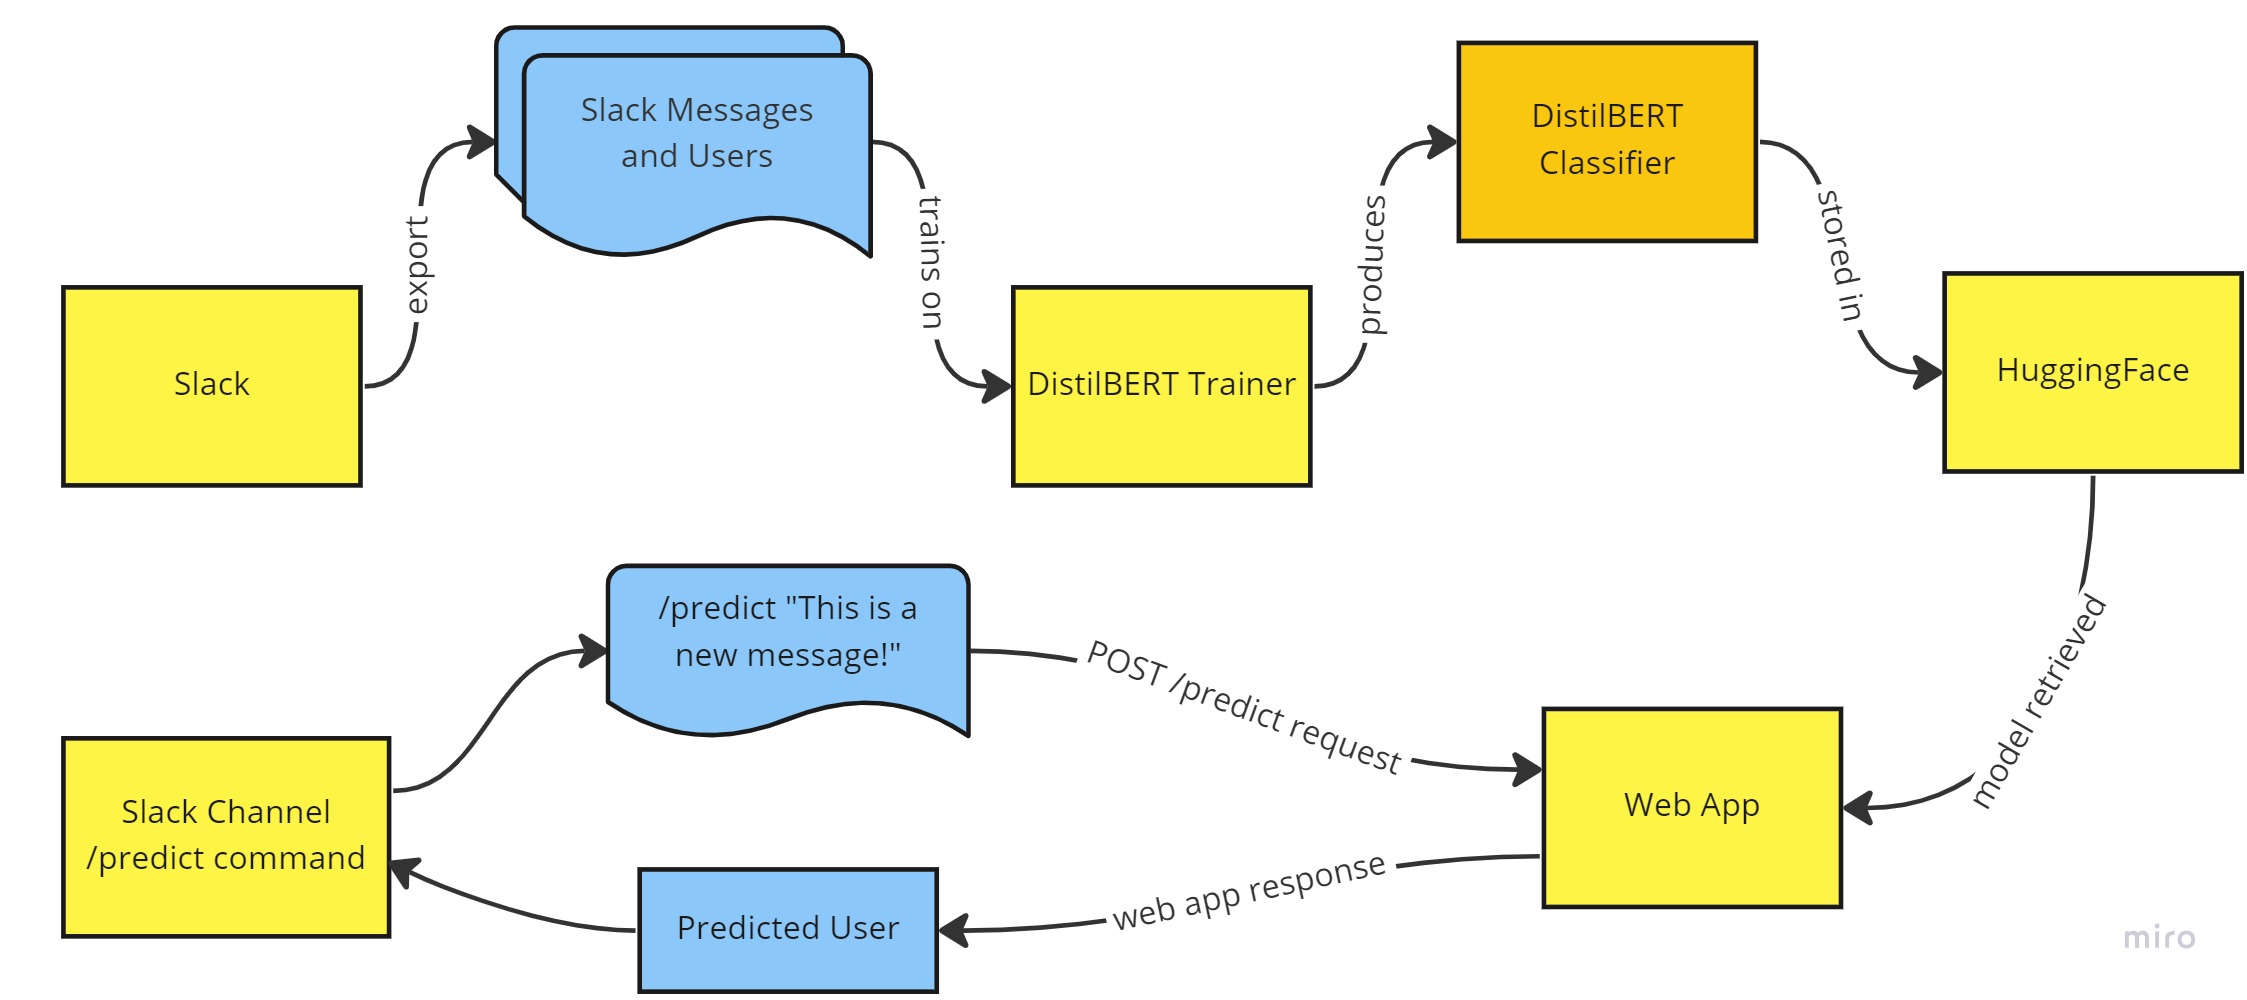 Slack Messages
and Users
DistilBERT
Classifier
export
trains on
produces
stored in
Slack
DistilBERT Trainer
HuggingFace
/predict "This is a
new message!"
POST /predict request
model retrieved
Slack Channel
/predict command
Web App
web app response
Predicted User
miro